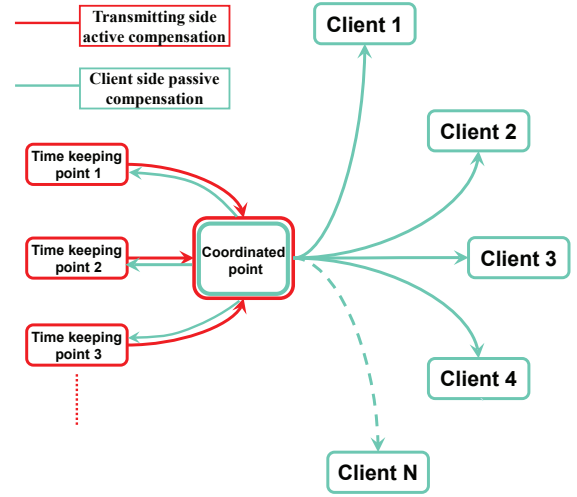 Transmitting side
active compensation
Client side passive
compensation
Time keeping
point 1
Time keeping
point 2
Time keeping
point 3
Coordinated
point
Client 1
Client 2
Client 3
Client 4
Client N